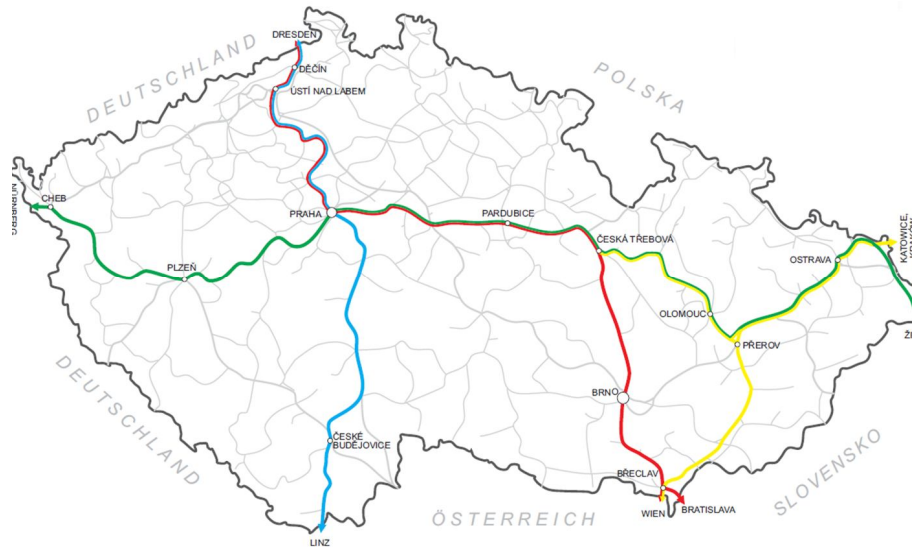 DRESDEN
DĚČÍN
ÚSTÍ NAD LABEM
DEUTSCHLAND
POLSKA
CHEB
PRAHA
PARDUBICE
ČESKÁ TŘEBOVÁ
KATOWICE,
OSTRAVA
PLZEŇ
OLOMOUC
PŘEROV
DEUTSCHLAND
BRNO
ČESKÉ
BUDĚJOVICE
SLOVENSKO
BŘECLAV
WIEN
BRATISLAVA
ÖSTERREICH
LINZ